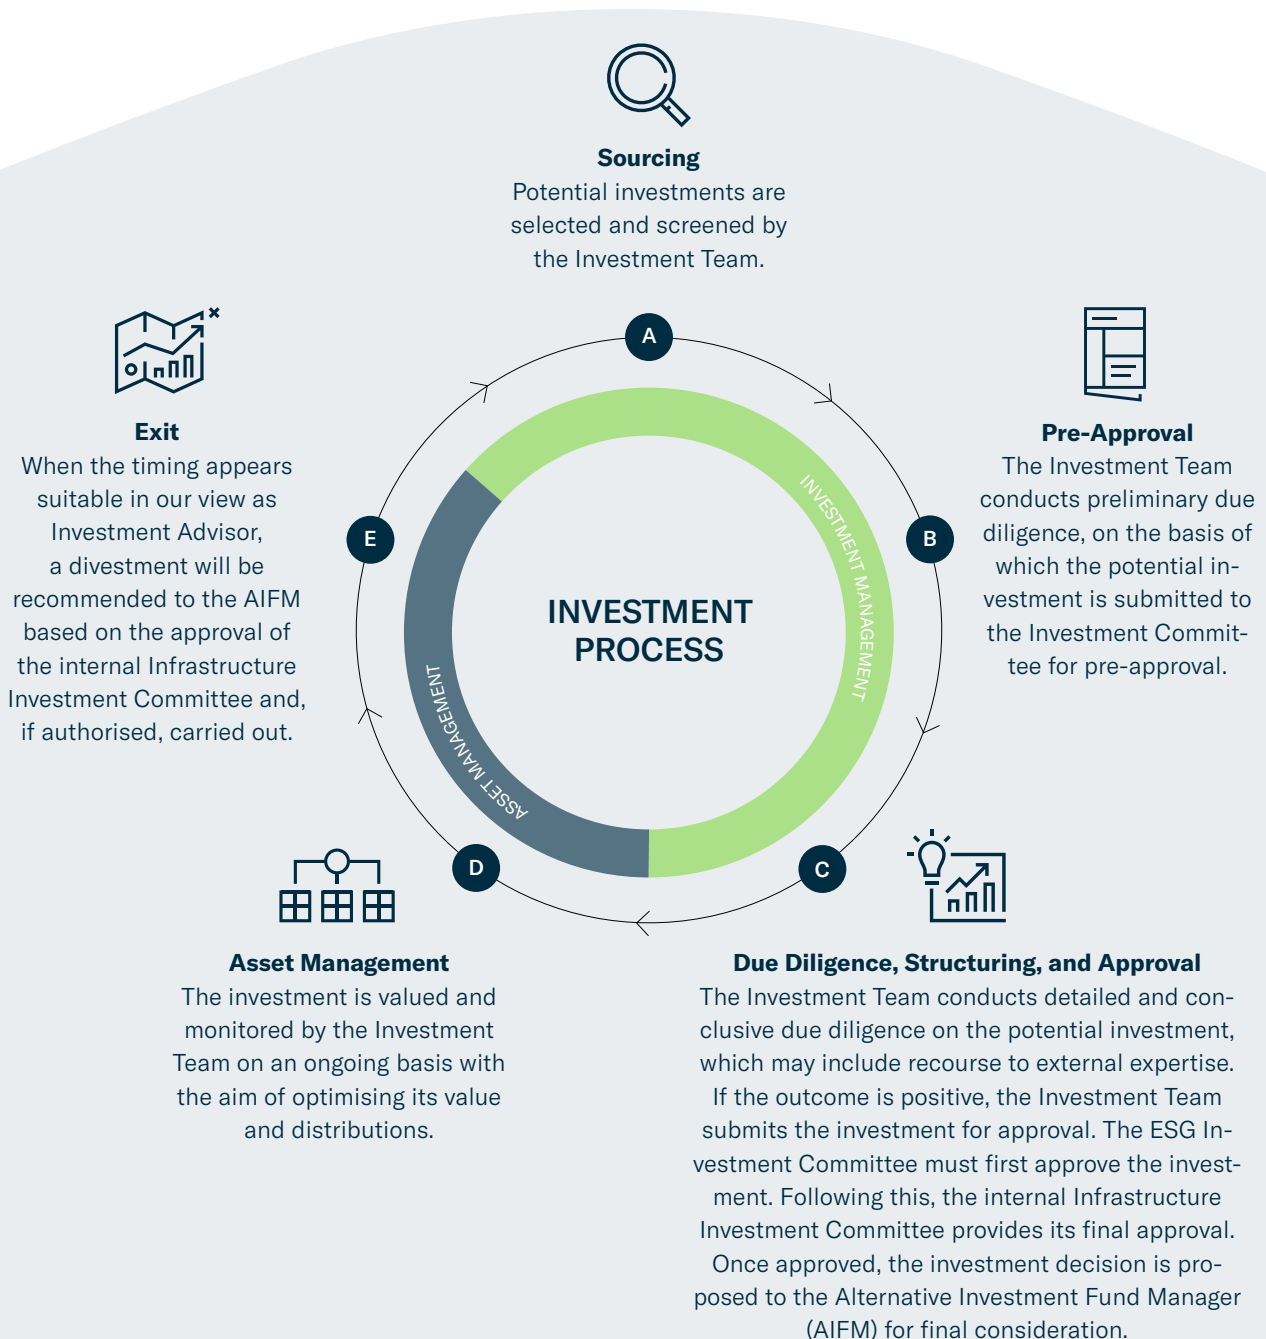 Sourcing
Potential investments are
selected and screened by
the Investment Team.
A
Pre-Approval
The Investment Team
conducts preliminary due
diligence, on the basis of
which the potential in-
vestment is submitted to
the Investment Commit-
tee for pre-approval.
B
Due Diligence, Structuring, and Approval
The Investment Team conducts detailed and con-
clusive due diligence on the potential investment,
which may include recourse to external expertise.
If the outcome is positive, the Investment Team
submits the investment for approval. The ESG In-
vestment Committee must first approve the invest-
ment. Following this, the internal Infrastructure
Investment Committee provides its final approval.
Once approved, the investment decision is pro-
posed to the Alternative Investment Fund Manager
(AIFM) for final consideration.
C
Asset Management
The investment is valued and
monitored by the Investment
Team on an ongoing basis with
the aim of optimising its value
and distributions.
D
Exit
When the timing appears
suitable in our view as
Investment Advisor,
a divestment will be
recommended to the AIFM
based on the approval of
the internal Infrastructure
Investment Committee and,
if authorised, carried out.
E
INVESTMENT MANAGEMENT
ASSET MANAGEMENT
INVESTMENT
PROCESS